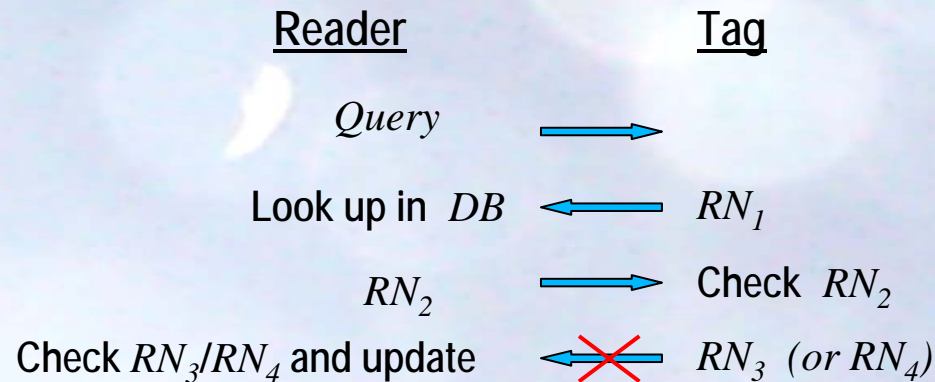 Reader Tag
Query
Look up in DB RN₁
RN₂ Check RN₂
Check RN₃/RN₄ and update RN₃ (or RN₄)